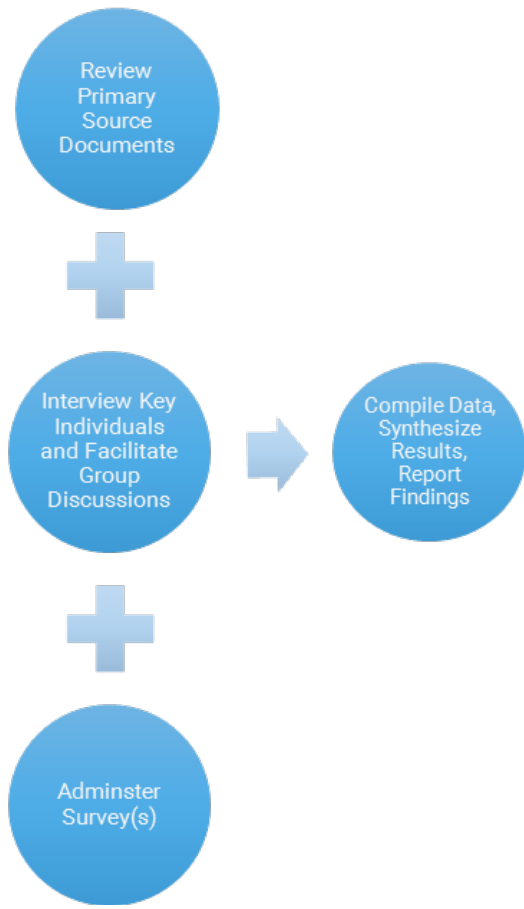 Review
Primary
Source
Documents
Interview Key
Individuals
and Facilitate
Group
Discussions
Compile Data,
Synthesize
Results,
Report
Findings
Adminster
Survey(s)